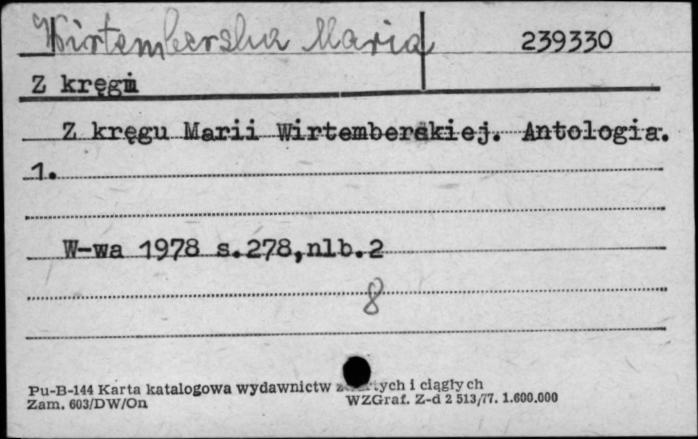 Wirtemberska Maria 239330
Z kręgu
Z kręgu Marii Wirtemberskiej. Antologia.
1.
W-wa 1978 s.278,nlb.2
8
Pu-B-144 Karta katalogowa wydawnictw i ciągłych
Zam. 603/DW/On WZGraf. Z-d 2 513/77. 1.600.000